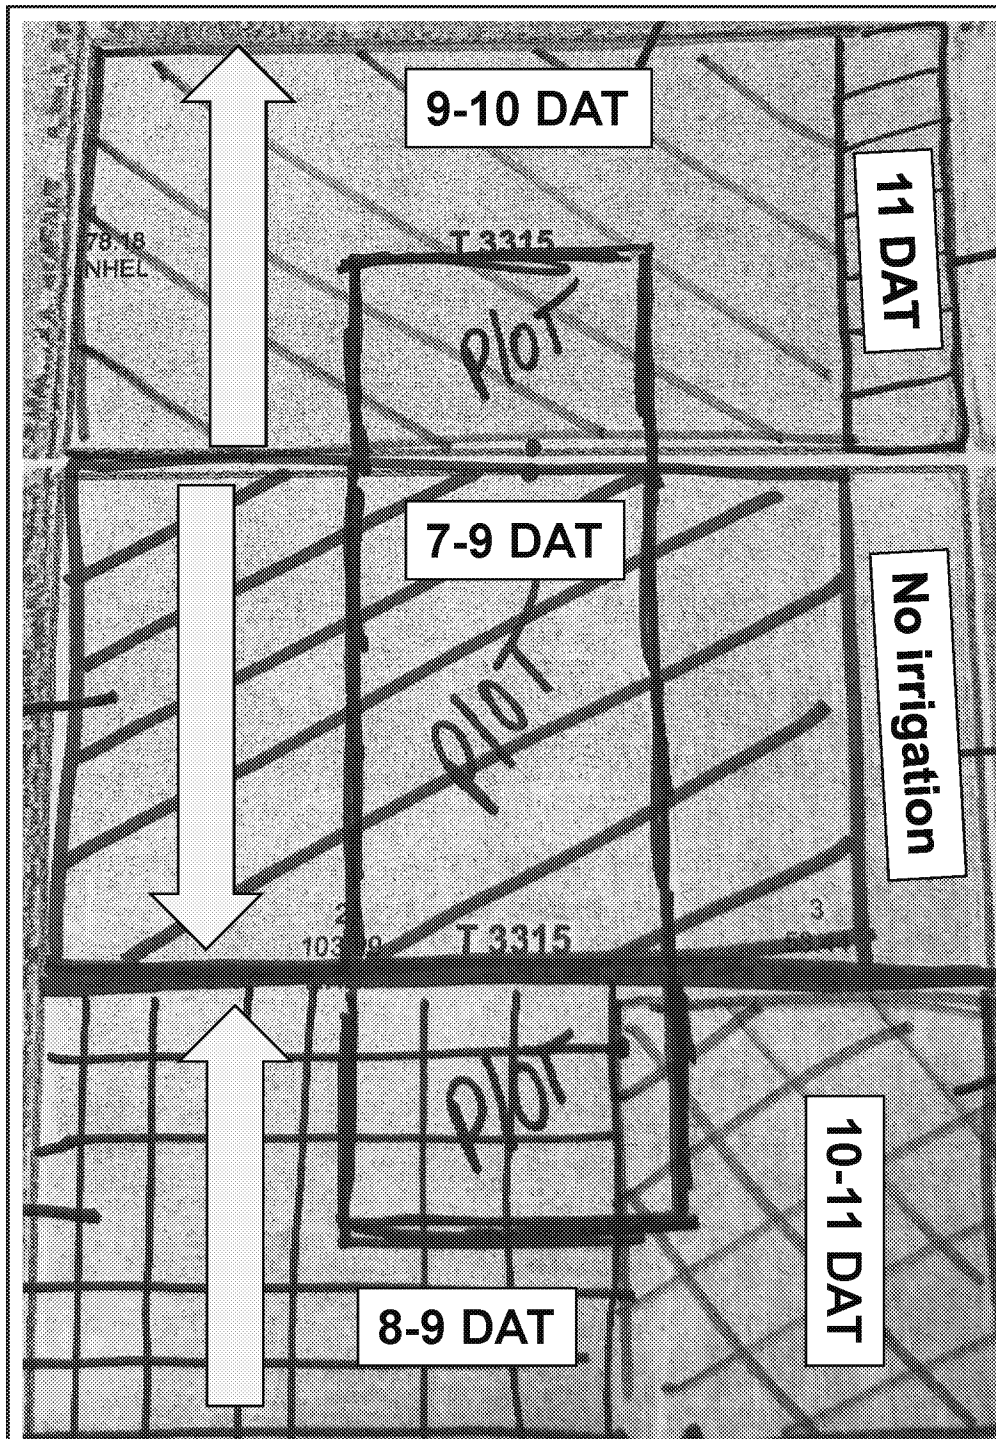 9-10 DAT
11 DAT
78.18
NHEL
T 3315
PLOT
7-9 DAT
No irrigation
PLOT
3
T 3315
PLOT
10-11 DAT
8-9 DAT